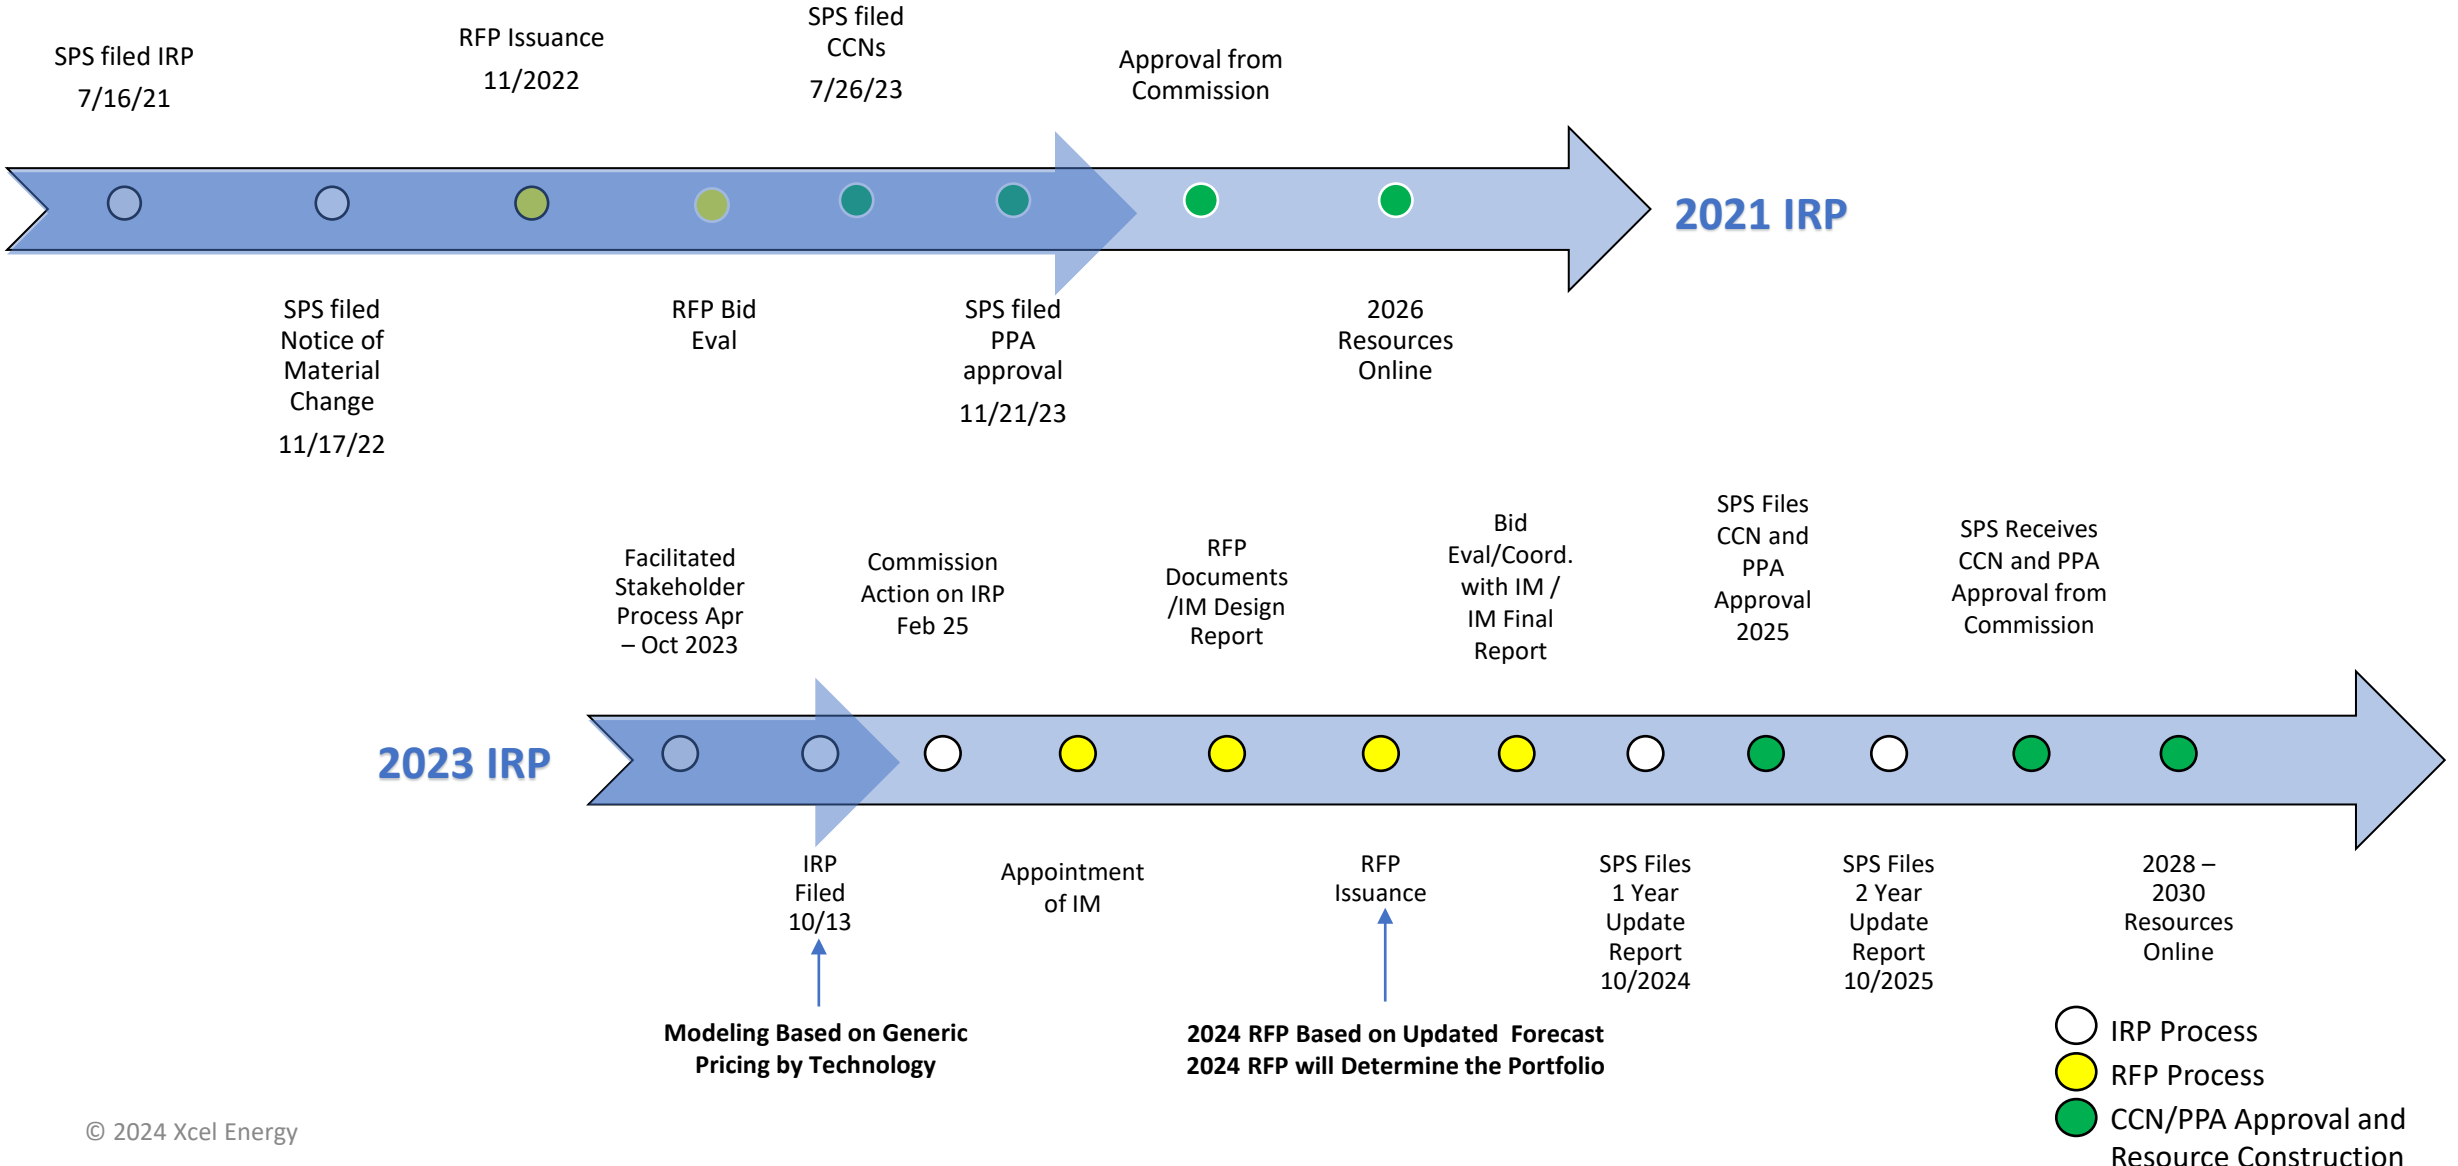 SPS filed IRP
7/16/21
RFP Issuance
11/2022
SPS filed
CCNs
7/26/23
Approval from
Commission
2021 IRP
SPS filed
Notice of
Material
Change
11/17/22
RFP Bid
Eval
SPS filed
PPA
approval
11/21/23
2026
Resources
Online
Facilitated
Stakeholder
Process Apr
– Oct 2023
Commission
Action on IRP
Feb 25
RFP
Documents
/IM Design
Report
Bid
Eval/Coord.
with IM /
IM Final
Report
SPS Files
CCN and
PPA
Approval
2025
SPS Receives
CCN and PPA
Approval from
Commission
2023 IRP
IRP
Filed
10/13
Appointment
of IM
RFP
Issuance
SPS Files
1 Year
Update
Report
10/2024
SPS Files
2 Year
Update
Report
10/2025
2028 –
2030
Resources
Online
Modeling Based on Generic
Pricing by Technology
2024 RFP Based on Updated Forecast
2024 RFP will Determine the Portfolio
IRP Process
RFP Process
CCN/PPA Approval and
Resource Construction
© 2024 Xcel Energy